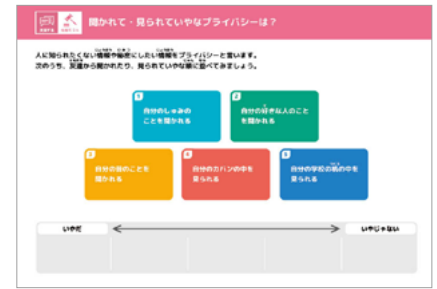 聞かれて・見られていやなプライバシーは？
人に知られたくない情報や秘密にしたい情報をプライバシーと言います。
次のうち、友達から聞かれたり、見られていやな順に並べてみましょう。
1
自分のしゅみの
ことを聞かれる
2
自分の好きな人のこと
を聞かれる
3
自分の親のことを
聞かれる
4
自分のカバンの中を
見られる
5
自分の学校の机の中を
見られる
いやだ
いやじゃない